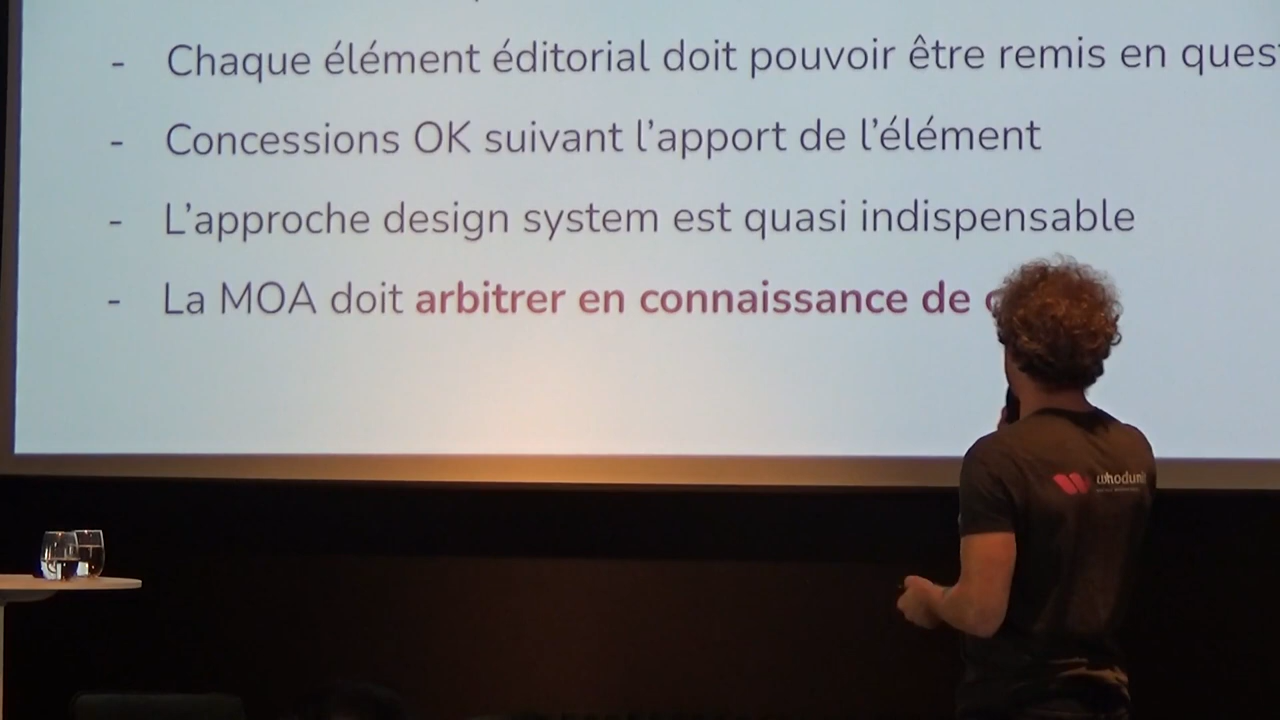 - Chaque élément éditorial doit pouvoir être remis en ques
- Concessions OK suivant l'apport de l'élément
- L'approche design system est quasi indispensable
- La MOA doit arbitrer en connaissance de
whodunit